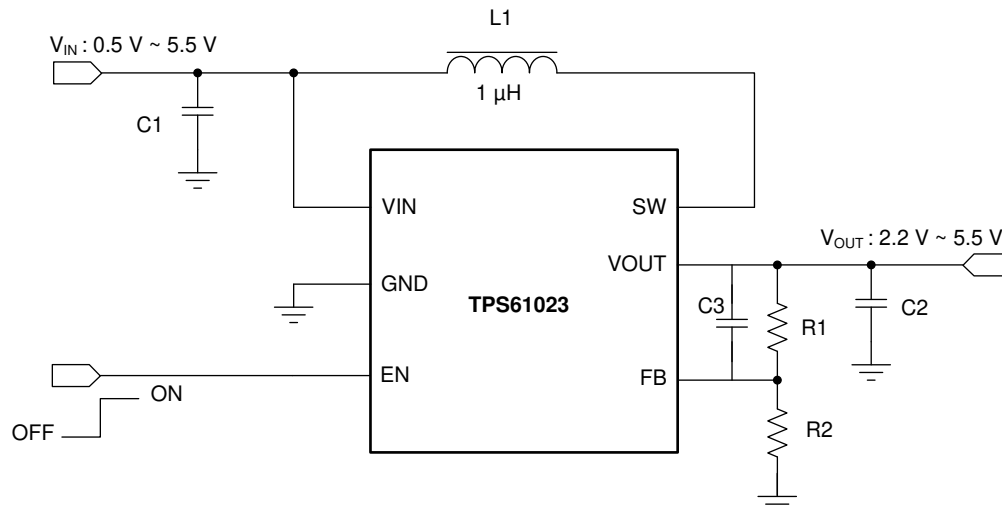 L1
V_IN : 0.5 V ~ 5.5 V
1 µH
C1
VIN
SW
V_OUT : 2.2 V ~ 5.5 V
VOUT
GND
TPS61023
C3
R1
C2
EN
FB
ON
OFF
R2